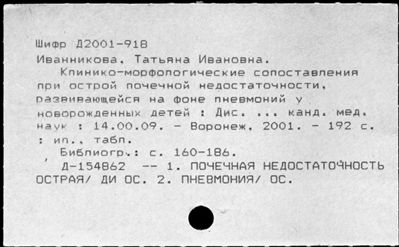 Шифр Д2001-918
Иванникова, Татьяна Ивановна.
Клинико-морфологические сопоставления
при острой почечной недостаточности,
развивающейся на фоне пневмоний у
новорожденных детей : Дис. ... канд. мед.
наук : 14.00.09. - Воронеж, 2001. - 192 с.
: ил., табл.
Библиогр.: с. 160-186.
Д-154862 -- 1. ПОЧЕЧНАЯ НЕДОСТАТОЧНОСТЬ
ОСТРАЯ/ ДИ ОС. 2. ПНЕВМОНИЯ/ ОС.